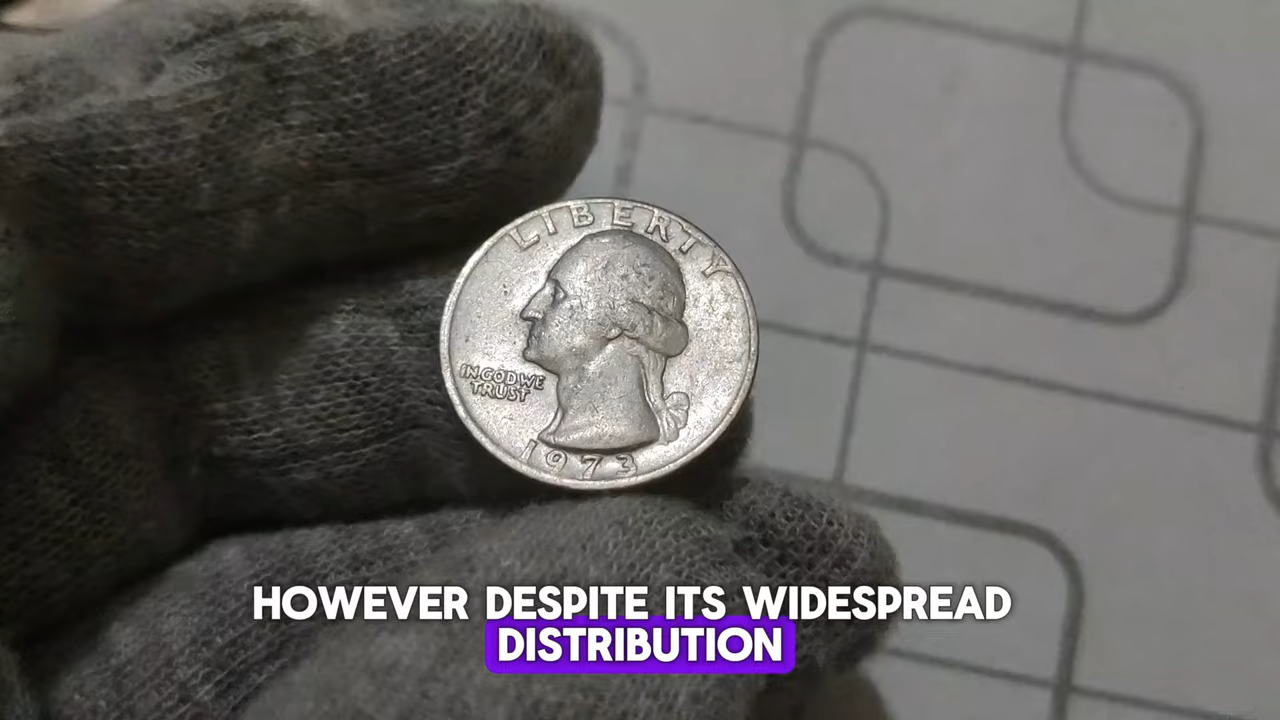 LIBERTY
IN GOD WE
TRUST
1973
HOWEVER DESPITE ITS WIDESPREAD
DISTRIBUTION